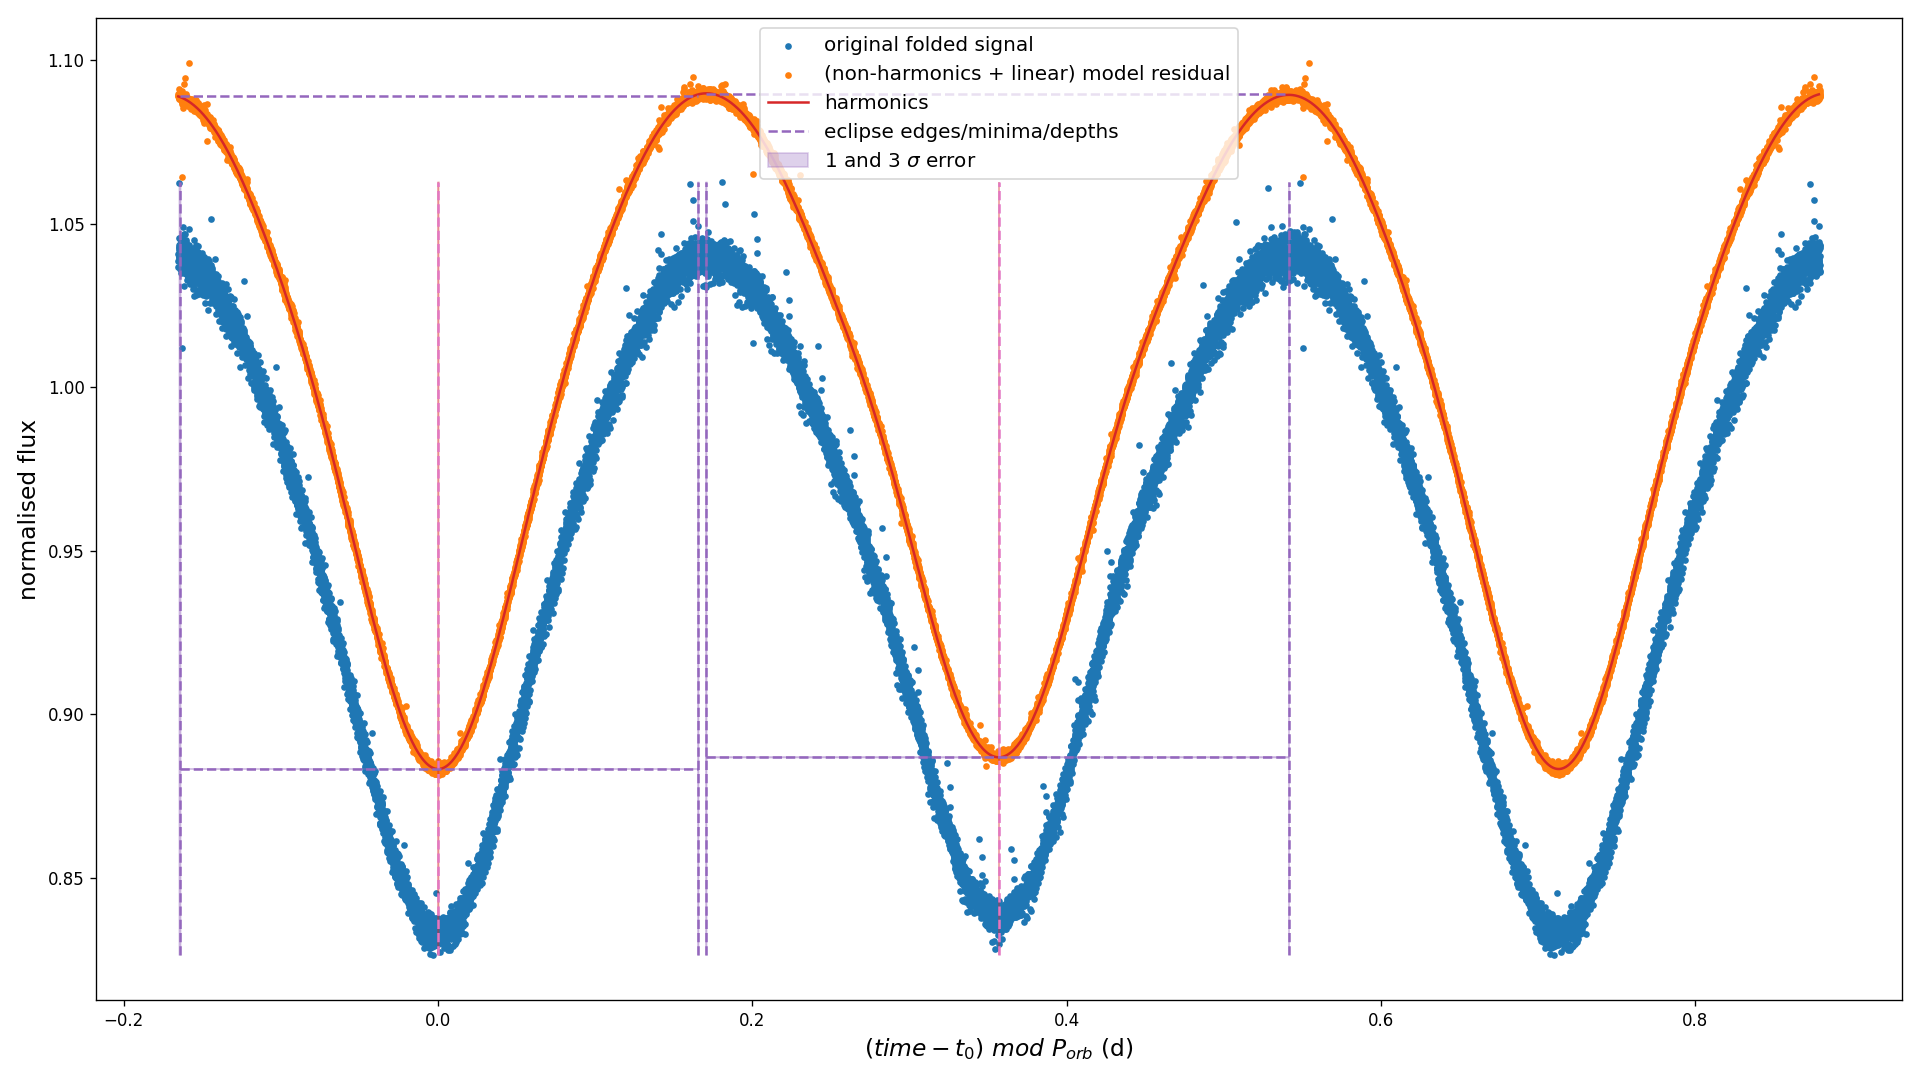 original folded signal
(non-harmonics + linear) model residual
harmonics
eclipse edges/minima/depths
1 and 3 σ error
normalised flux
1.10
1.05
1.00
0.95
0.90
0.85
−0.2
0.0
0.2
0.4
0.6
0.8
(time − t₀) mod Pₒᵣb (d)